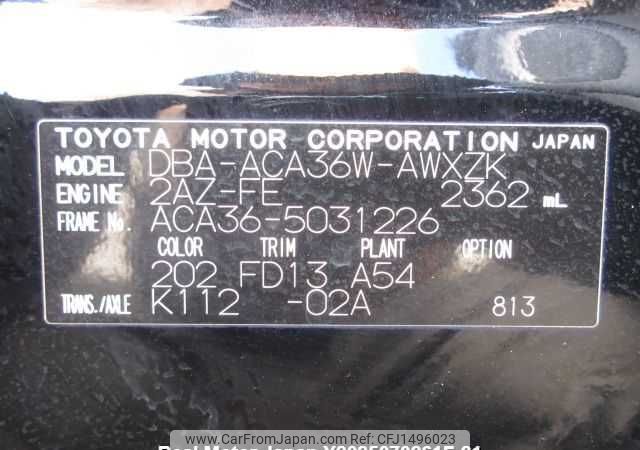 TOYOTA MOTOR CORPORATION JAPAN
MODEL DBA-ACA36W-AWXZK
ENGINE 2AZ-FE 2362 mL
FRAME No. ACA36-5031226
COLOR TRIM PLANT OPTION
202 FD13 A54
TRANS./AXLE K112 -02A 813
www.CarFromJapan.com - ID CFJ1496023